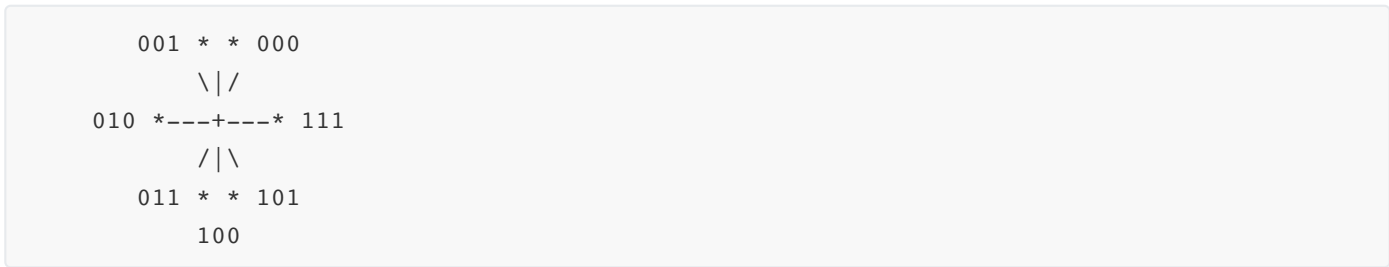 001 * * 000
\|/
010 *---+---* 111
/|\
011 * * 101
100